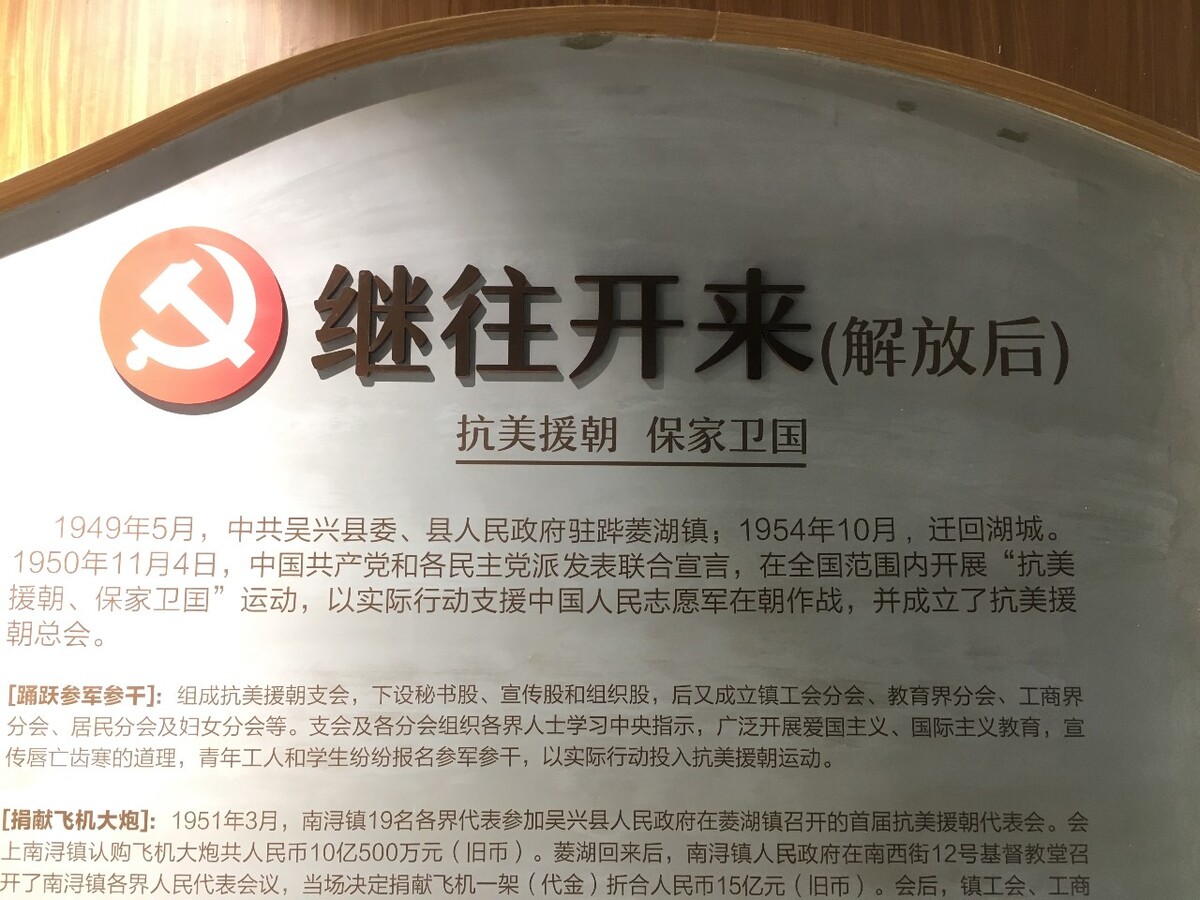 继往开来(解放后)
抗美援朝 保家卫国
1949年5月，中共吴兴县委、县人民政府驻跸菱湖镇；1954年10月，迁回湖城。
1950年11月4日，中国共产党和各民主党派发表联合宣言，在全国范围内开展“抗美
援朝、保家卫国”运动，以实际行动支援中国人民志愿军在朝作战，并成立了抗美援
朝总会。
[踊跃参军参干]：组成抗美援朝支会，下设秘书股、宣传股和组织股，后又成立镇工会分会、教育界分会、工商界
分会、居民分会及妇女分会等。支会及各分会组织各界人士学习中央指示，广泛开展爱国主义、国际主义教育，宣
传唇亡齿寒的道理，青年工人和学生纷纷报名参军参干，以实际行动投入抗美援朝运动。
[捐献飞机大炮]：1951年3月，南浔镇19名各界代表参加吴兴县人民政府在菱湖镇召开的首届抗美援朝代表会。会
上南浔镇认购飞机大炮共人民币10亿500万元（旧币）。菱湖回来后，南浔镇人民政府在南西街12号基督教堂召
开了南浔镇各界人民代表会议，当场决定捐献飞机一架（代金）折合人民币15亿元（旧币）。会后，镇工会、工商